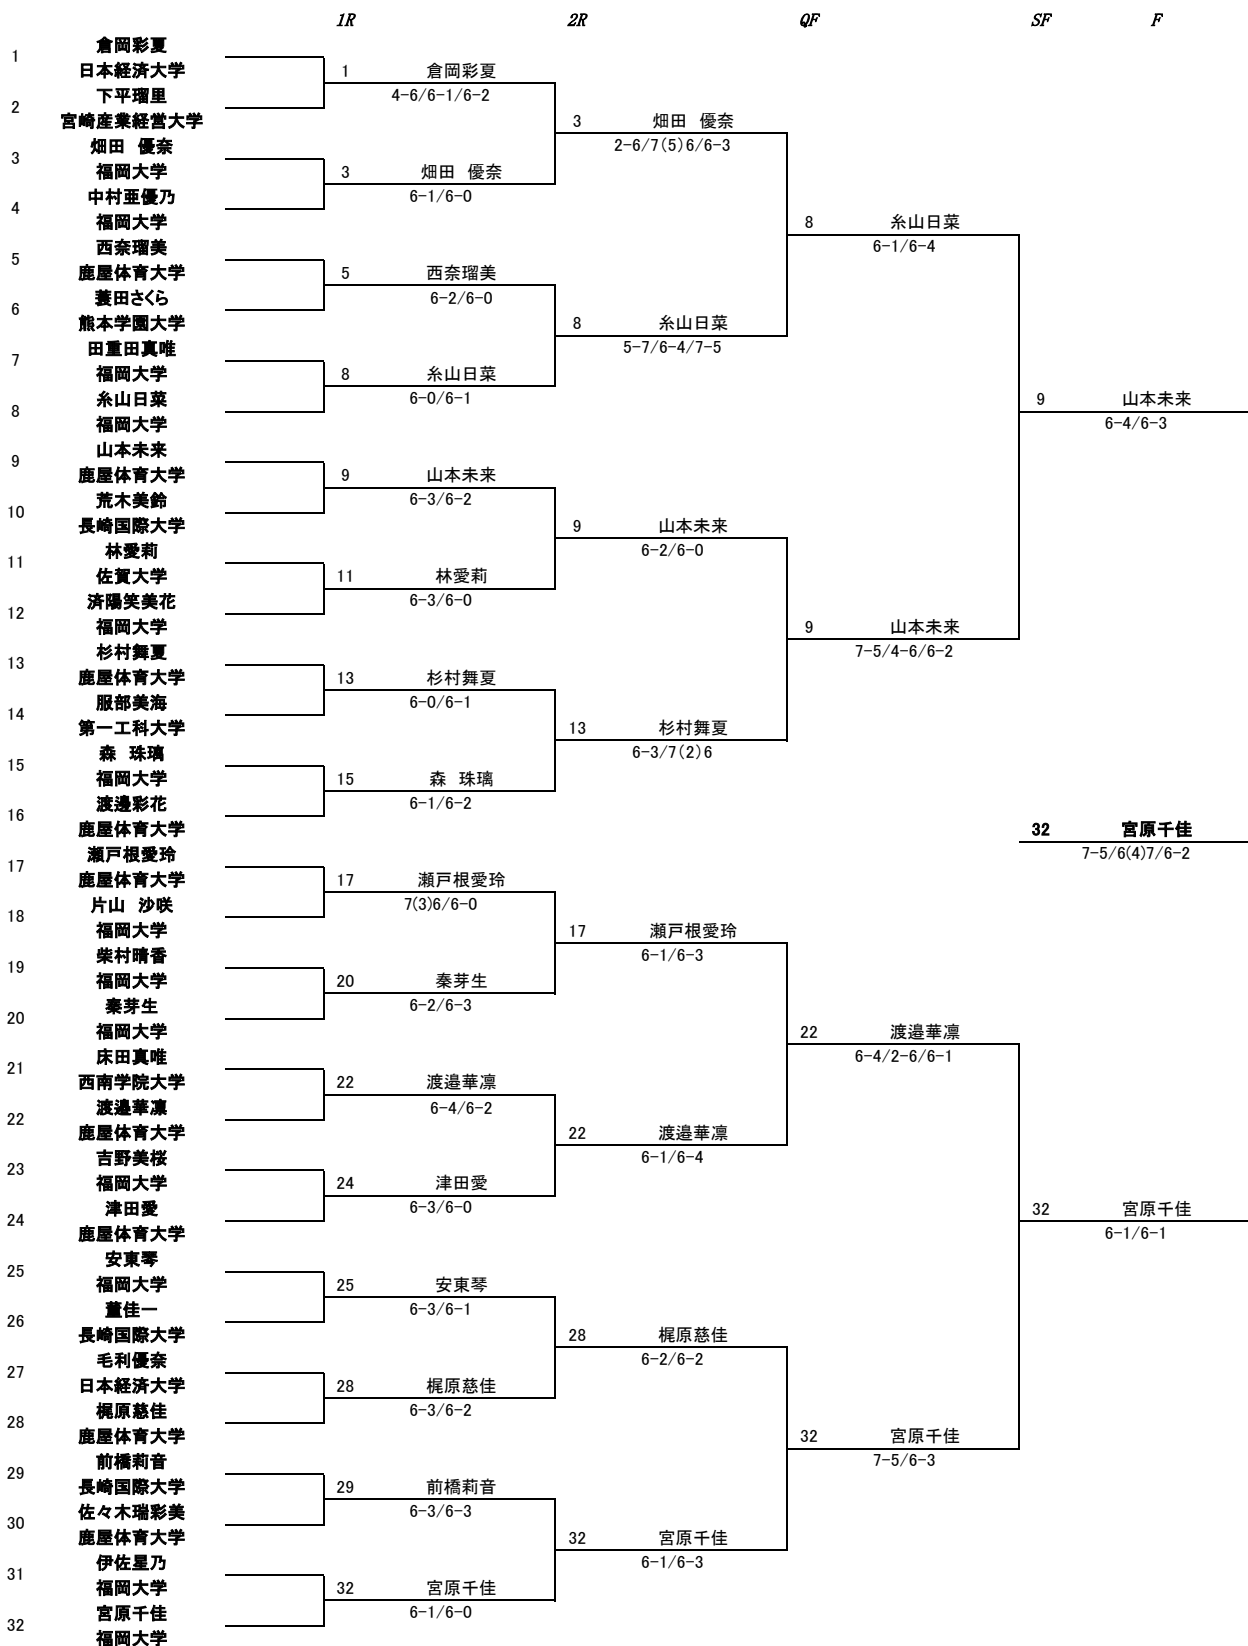 1R 2R QF SF F
倉岡彩夏
1
日本経済大学 1 倉岡彩夏
下平瑠里 4-6/6-1/6-2
2
宮崎産業経営大学 3 畑田 優奈
畑田 優奈 2-6/7(5)6/6-3
3
福岡大学 3 畑田 優奈
中村亜優乃 6-1/6-0
4
福岡大学 8 糸山日菜
西奈瑠美 6-1/6-4
5
鹿屋体育大学 5 西奈瑠美
蓑田さくら 6-2/6-0
6
熊本学園大学 8 糸山日菜
田重田真唯 5-7/6-4/7-5
7
福岡大学 8 糸山日菜
糸山日菜 6-0/6-1 9 山本未来
8
福岡大学 6-4/6-3
山本未来
9
鹿屋体育大学 9 山本未来
荒木美鈴 6-3/6-2
10
長崎国際大学 9 山本未来
林愛莉 6-2/6-0
11
佐賀大学 11 林愛莉
済陽笑美花 6-3/6-0
12
福岡大学 9 山本未来
杉村舞夏 7-5/4-6/6-2
13
鹿屋体育大学 13 杉村舞夏
服部美海 6-0/6-1
14
第一工科大学 13 杉村舞夏
森 珠璃 6-3/7(2)6
15
福岡大学 15 森 珠璃
渡邊彩花 6-1/6-2
16
鹿屋体育大学 32 宮原千佳
瀬戸根愛玲 7-5/6(4)7/6-2
17
鹿屋体育大学 17 瀬戸根愛玲
片山 沙咲 7(3)6/6-0
18
福岡大学 17 瀬戸根愛玲
柴村晴香 6-1/6-3
19
福岡大学 20 秦芽生
秦芽生 6-2/6-3
20
福岡大学 22 渡邉華凛
床田真唯 6-4/2-6/6-1
21
西南学院大学 22 渡邉華凛
渡邉華凛 6-4/6-2
22
鹿屋体育大学 22 渡邉華凛
吉野美桜 6-1/6-4
23
福岡大学 24 津田愛
津田愛 6-3/6-0 32 宮原千佳
24
鹿屋体育大学 6-1/6-1
安東琴
25
福岡大学 25 安東琴
董佳一 6-3/6-1
26
長崎国際大学 28 梶原慈佳
毛利優奈 6-2/6-2
27
日本経済大学 28 梶原慈佳
梶原慈佳 6-3/6-2
28
鹿屋体育大学 32 宮原千佳
前橋莉音 7-5/6-3
29
長崎国際大学 29 前橋莉音
佐々木瑞彩美 6-3/6-3
30
鹿屋体育大学 32 宮原千佳
伊佐星乃 6-1/6-3
31
福岡大学 32 宮原千佳
宮原千佳 6-1/6-0
32
福岡大学